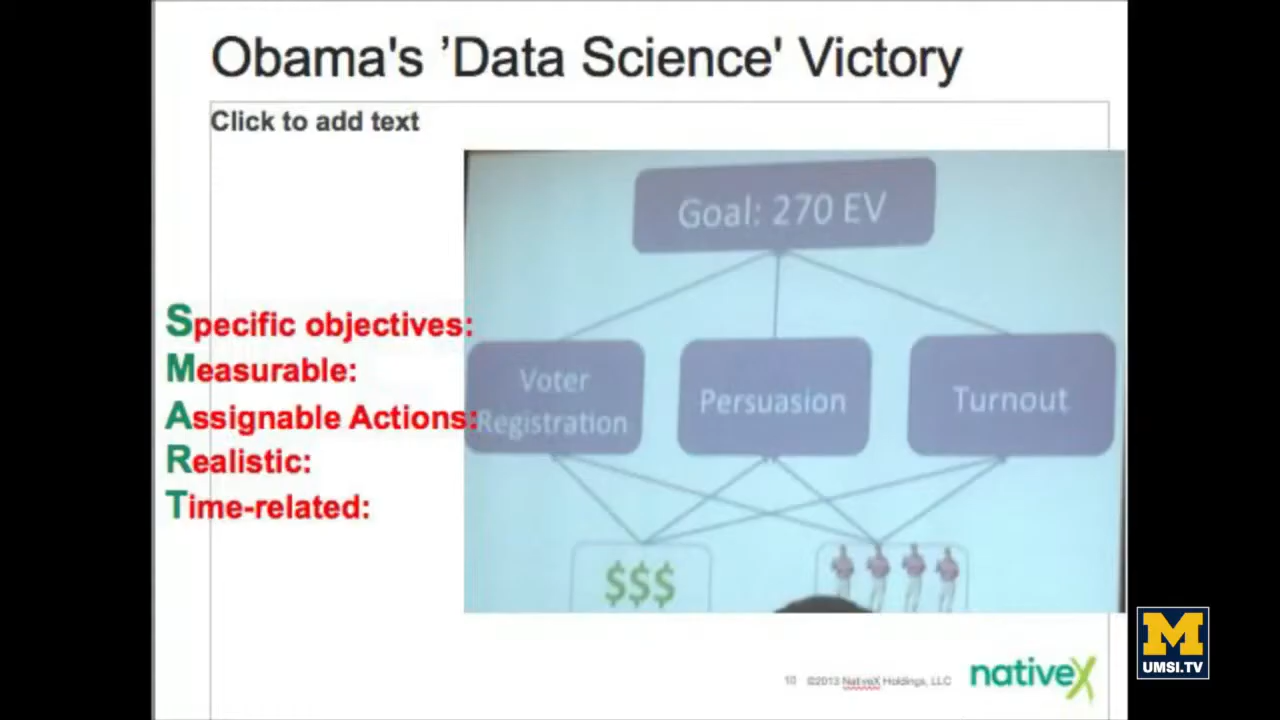 Obama's ’Data Science' Victory
Click to add text
Goal: 270 EV
Specific objectives:
Measurable:
Assignable Actions:
Realistic:
Time-related:
Voter
Registration
Persuasion
Turnout
$$$
10 ©2013 NativeX Holdings, LLC
nativeX
M
UMSI.TV